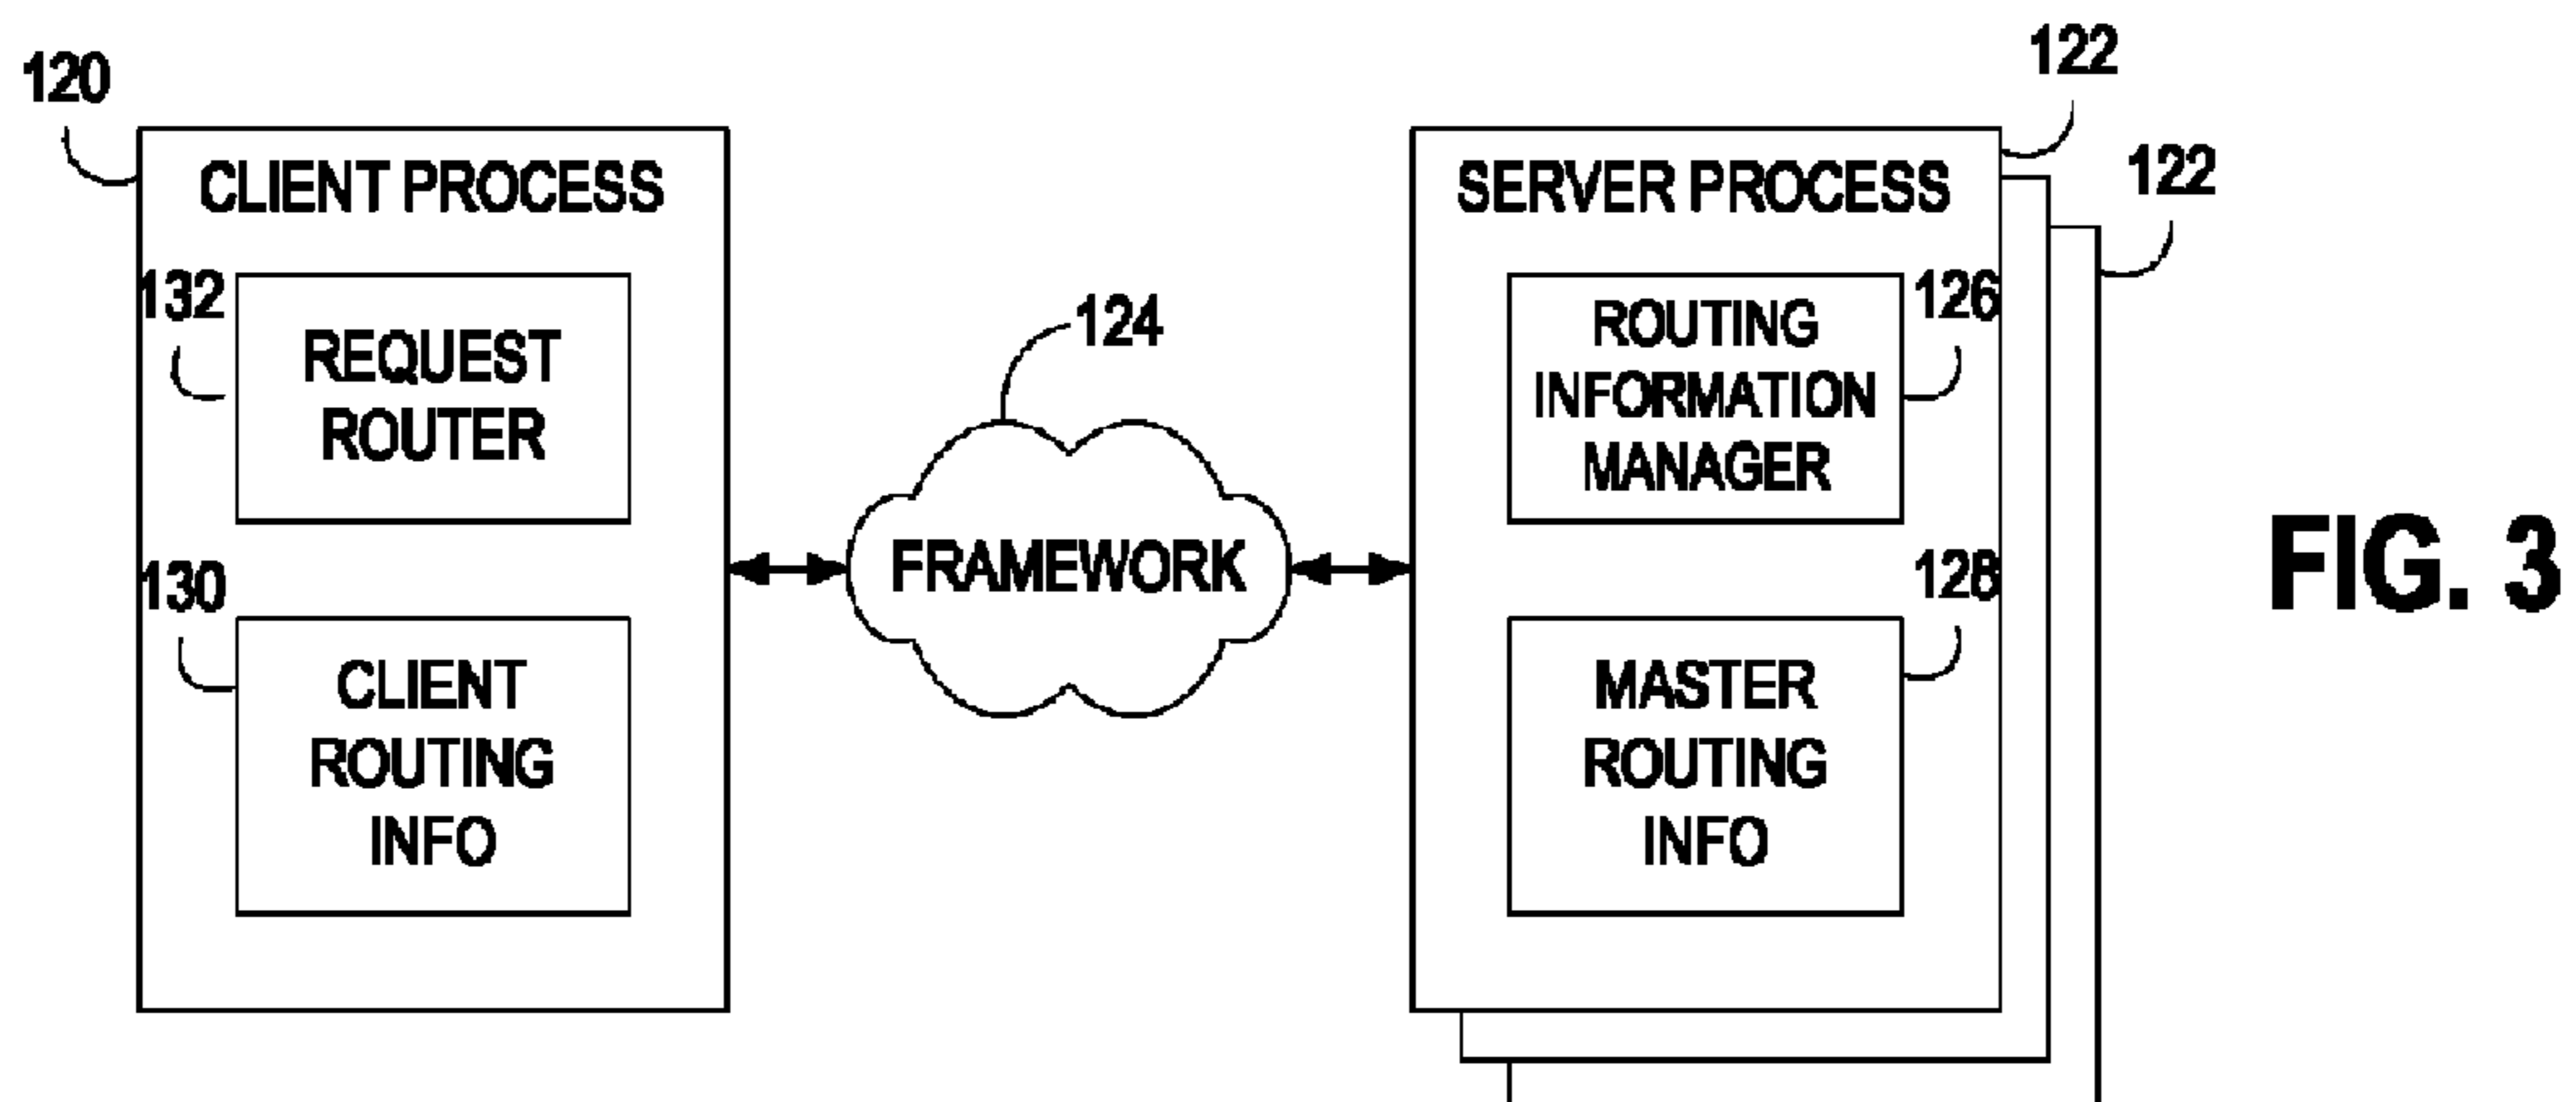 120
CLIENT PROCESS
132
REQUEST
ROUTER
130
CLIENT
ROUTING
INFO
124
FRAMEWORK
122
122
SERVER PROCESS
126
ROUTING
INFORMATION
MANAGER
128
MASTER
ROUTING
INFO
FIG. 3